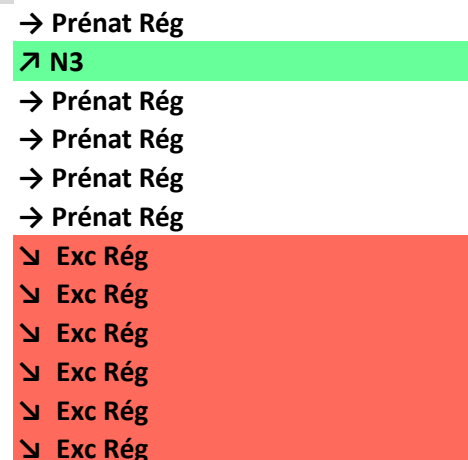 → Prénat Rég
↗ N3
→ Prénat Rég
→ Prénat Rég
→ Prénat Rég
→ Prénat Rég
↘ Exc Rég
↘ Exc Rég
↘ Exc Rég
↘ Exc Rég
↘ Exc Rég
↘ Exc Rég